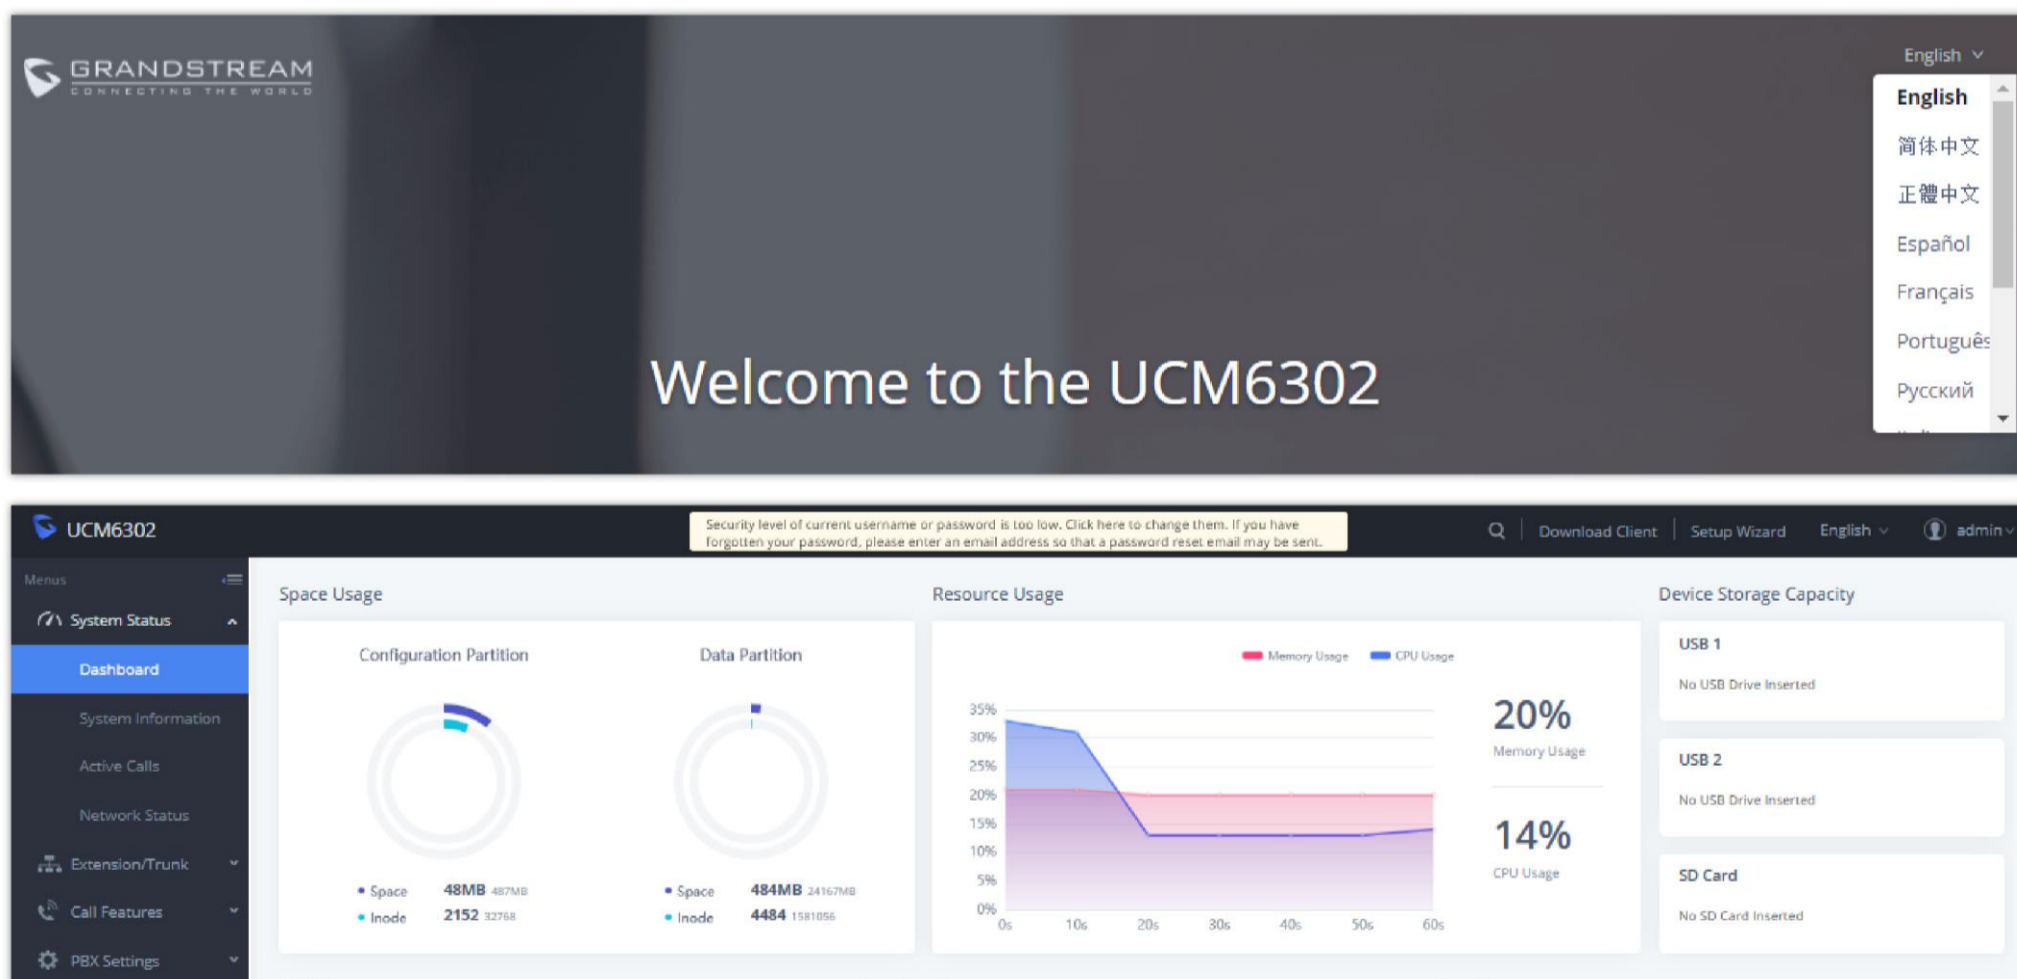 GRANDSTREAM
CONNECTING THE WORLD
English
English
简体中文
正體中文
Español
Français
Português
Русский
Welcome to the UCM6302
UCM6302
Security level of current username or password is too low. Click here to change them. If you have
forgotten your password, please enter an email address so that a password reset email may be sent.
Download Client
Setup Wizard
English
admin
Menus
System Status
Dashboard
System Information
Active Calls
Network Status
Extension/Trunk
Call Features
PBX Settings
Space Usage
Configuration Partition
Space 48MB 487MB
Inode 2152 32768
Data Partition
Space 484MB 24167MB
Inode 4484 1581056
Resource Usage
Memory Usage CPU Usage
35%
30%
25%
20%
15%
10%
5%
0%
0s 10s 20s 30s 40s 50s 60s
20%
Memory Usage
14%
CPU Usage
Device Storage Capacity
USB 1
No USB Drive Inserted
USB 2
No USB Drive Inserted
SD Card
No SD Card Inserted